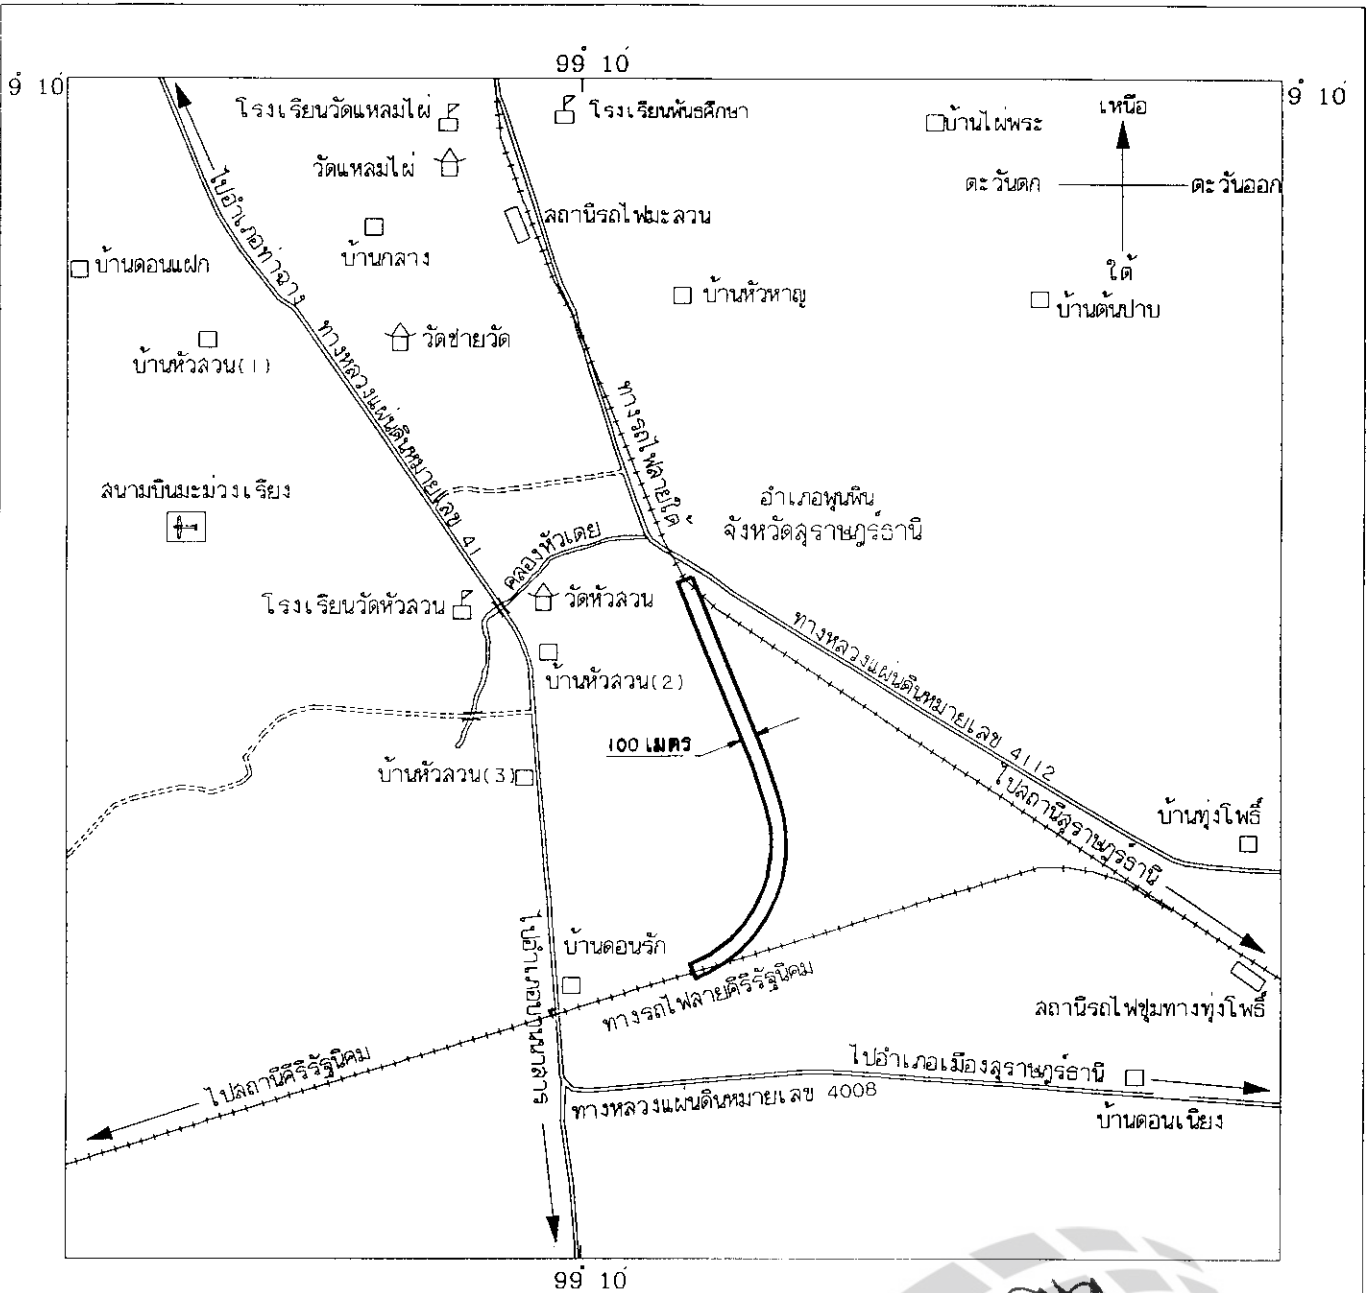 99° 10'
9 10
9 10
โรงเรียนวัดแหลมไผ่
โรงเรียนพันธศึกษา
บ้านไผ่พระ
เหนือ
วัดแหลมไผ่
ตะวันตก
ตะวันออก
ไปอำเภอท่าฉาง
สถานีรถไฟมะลวน
บ้านกลาง
บ้านดอนแฝก
ใต้
บ้านหัวหาญ
บ้านต้นปาบ
วัดชายวัด
บ้านหัวสวน(1)
ทางหลวงแผ่นดินหมายเลข 41
ทางรถไฟสายใต้
สนามบินมะม่วงเรียง
อำเภอพุนพิน
จังหวัดสุราษฎร์ธานี
คลองหัวเตย
โรงเรียนวัดหัวสวน
วัดหัวสวน
ทางหลวงแผ่นดินหมายเลข 4112
บ้านหัวสวน(2)
100 เมตร
บ้านหัวสวน(3)
ไปสถานีสุราษฎร์ธานี
บ้านทุ่งโพธิ์
บ้านดอนรัก
ไปอำเภอบ้านนาสาร
ทางรถไฟสายคีรีรัฐนิคม
สถานีรถไฟชุมทางทุ่งโพธิ์
ไปสถานีคีรีรัฐนิคม
ไปอำเภอเมืองสุราษฎร์ธานี
ทางหลวงแผ่นดินหมายเลข 4008
บ้านดอนเนียง
99° 10'